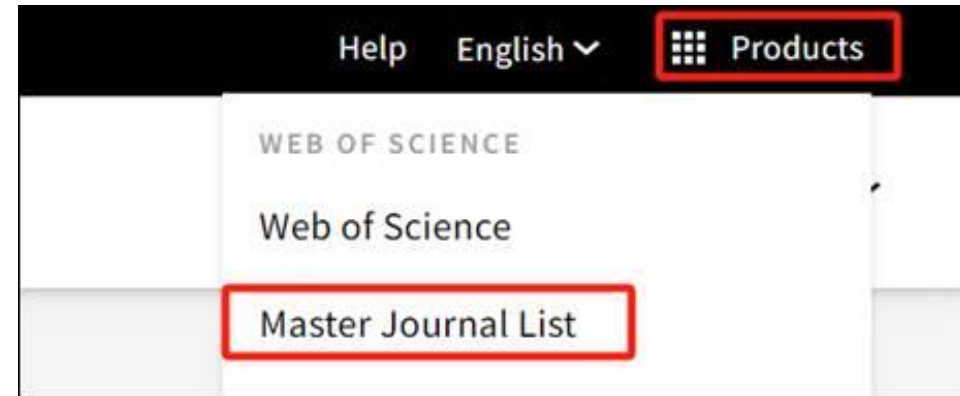 Help English Products
WEB OF SCIENCE
Web of Science
Master Journal List